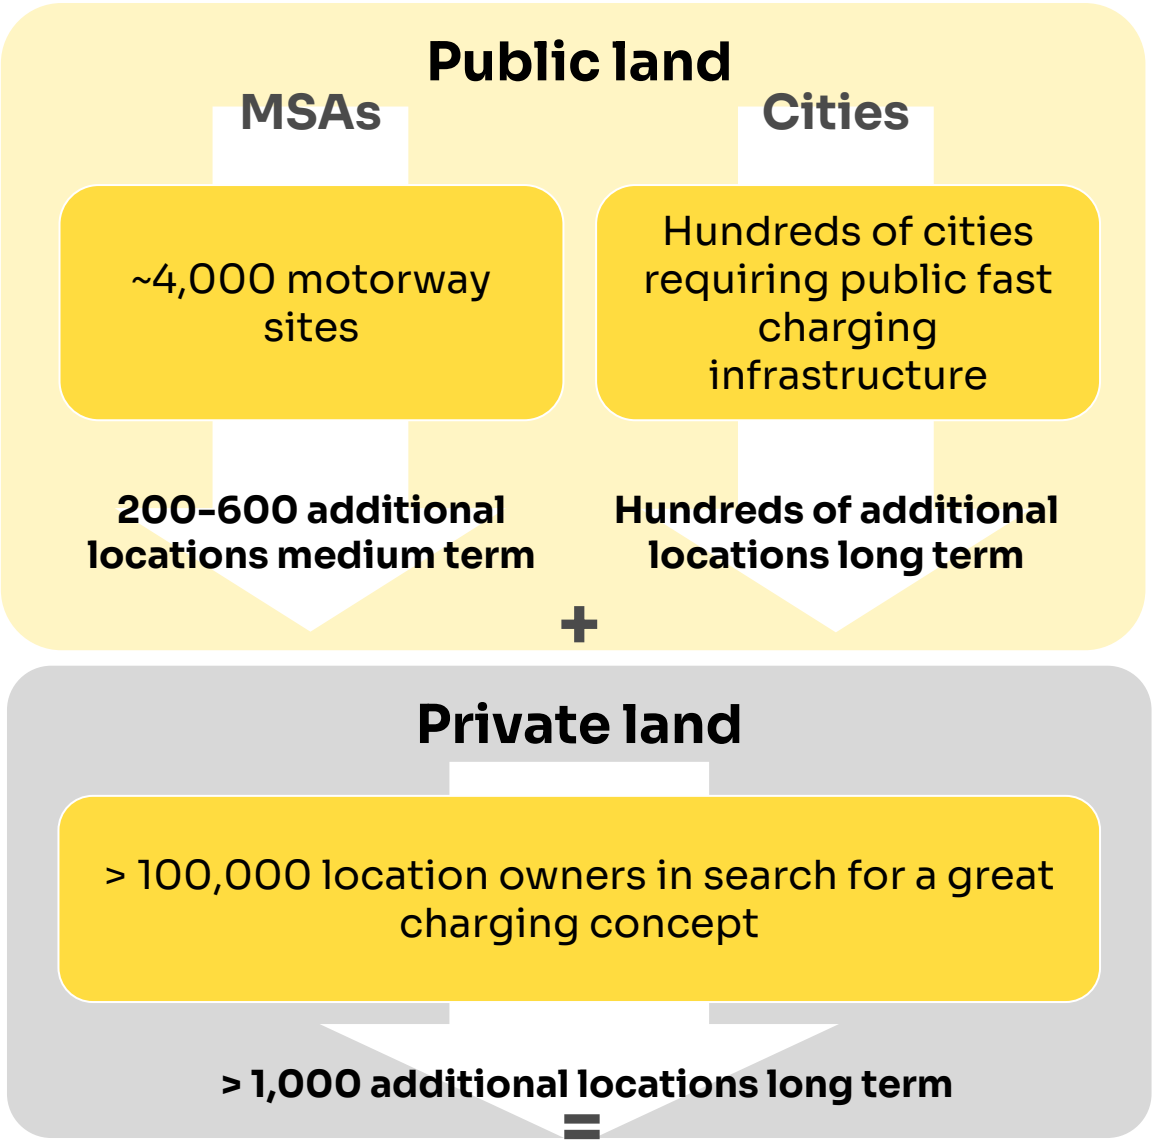 Public land
MSAs
Cities
~4,000 motorway
sites
Hundreds of cities
requiring public fast
charging
infrastructure
200-600 additional
locations medium term
Hundreds of additional
locations long term
+
Private land
> 100,000 location owners in search for a great
charging concept
> 1,000 additional locations long term
=